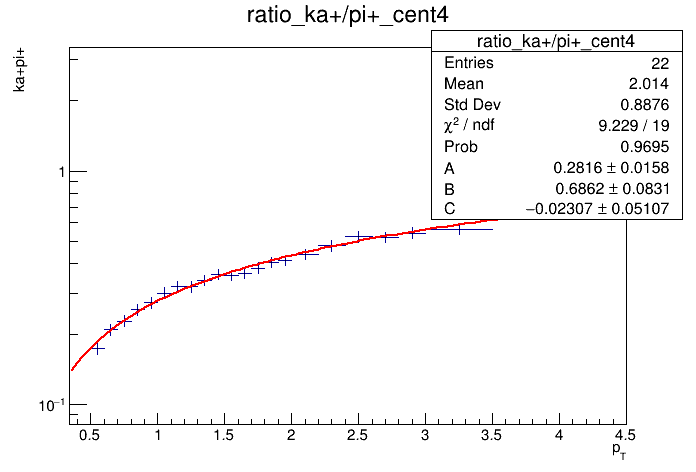 ratio_ka+/pi+_cent4
ratio_ka+/pi+_cent4
Entries 22
Mean 2.014
Std Dev 0.8876
χ² / ndf 9.229 / 19
Prob 0.9695
A 0.2816 ± 0.0158
B 0.6862 ± 0.0831
C −0.02307 ± 0.05107
ka+pi+
1
10⁻¹
0.5 1 1.5 2 2.5 3 3.5 4 4.5
p_T